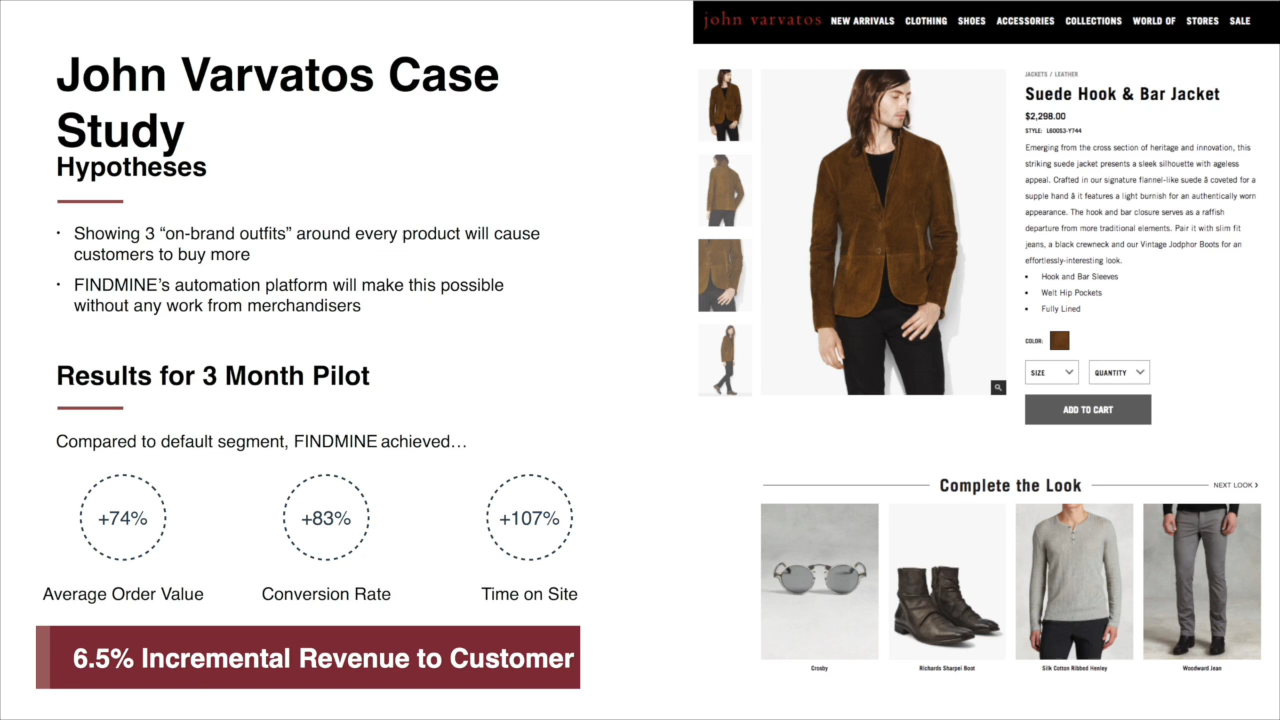 John Varvatos Case
Study
Hypotheses
• Showing 3 “on-brand outfits” around every product will cause
customers to buy more
• FINDMINE’s automation platform will make this possible
without any work from merchandisers
Results for 3 Month Pilot
Compared to default segment, FINDMINE achieved…
+74%
+83%
+107%
Average Order Value
Conversion Rate
Time on Site
6.5% Incremental Revenue to Customer
john varvatos NEW ARRIVALS CLOTHING SHOES ACCESSORIES COLLECTIONS WORLD OF STORES SALE
JACKETS / LEATHER
Suede Hook & Bar Jacket
$2,298.00
STYLE: L600S3-Y744
Emerging from the cross section of heritage and innovation, this
striking suede jacket presents a sleek silhouette with ageless
appeal. Crafted in our signature flannel-like suede â coveted for a
supple hand â it features a light burnish for an authentically worn
appearance. The hook and bar closure serves as a raffish
departure from more traditional elements. Pair it with slim fit
jeans, a black crewneck and our Vintage Jodphor Boots for an
effortlessly-interesting look.
• Hook and Bar Sleeves
• Welt Hip Pockets
• Fully Lined
COLOR:
SIZE
QUANTITY
ADD TO CART
Complete the Look
NEXT LOOK ›
Crosby
Richards Sharpei Boot
Silk Cotton Ribbed Henley
Woodward Jean